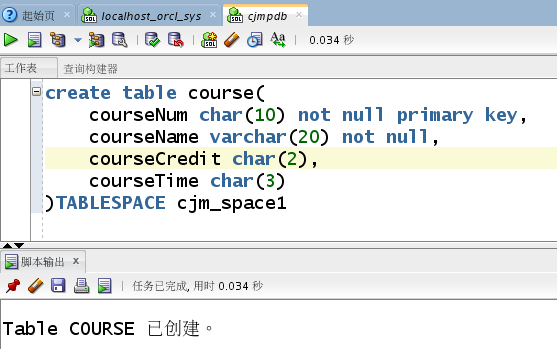 起始页 localhost_orcl_sys cjmpdb
SQL 0.034 秒
工作表 查询构建器
create table course(
courseNum char(10) not null primary key,
courseName varchar(20) not null,
courseCredit char(2),
courseTime char(3)
)TABLESPACE cjm_space1
脚本输出 x
任务已完成, 用时 0.034 秒
Table COURSE 已创建。